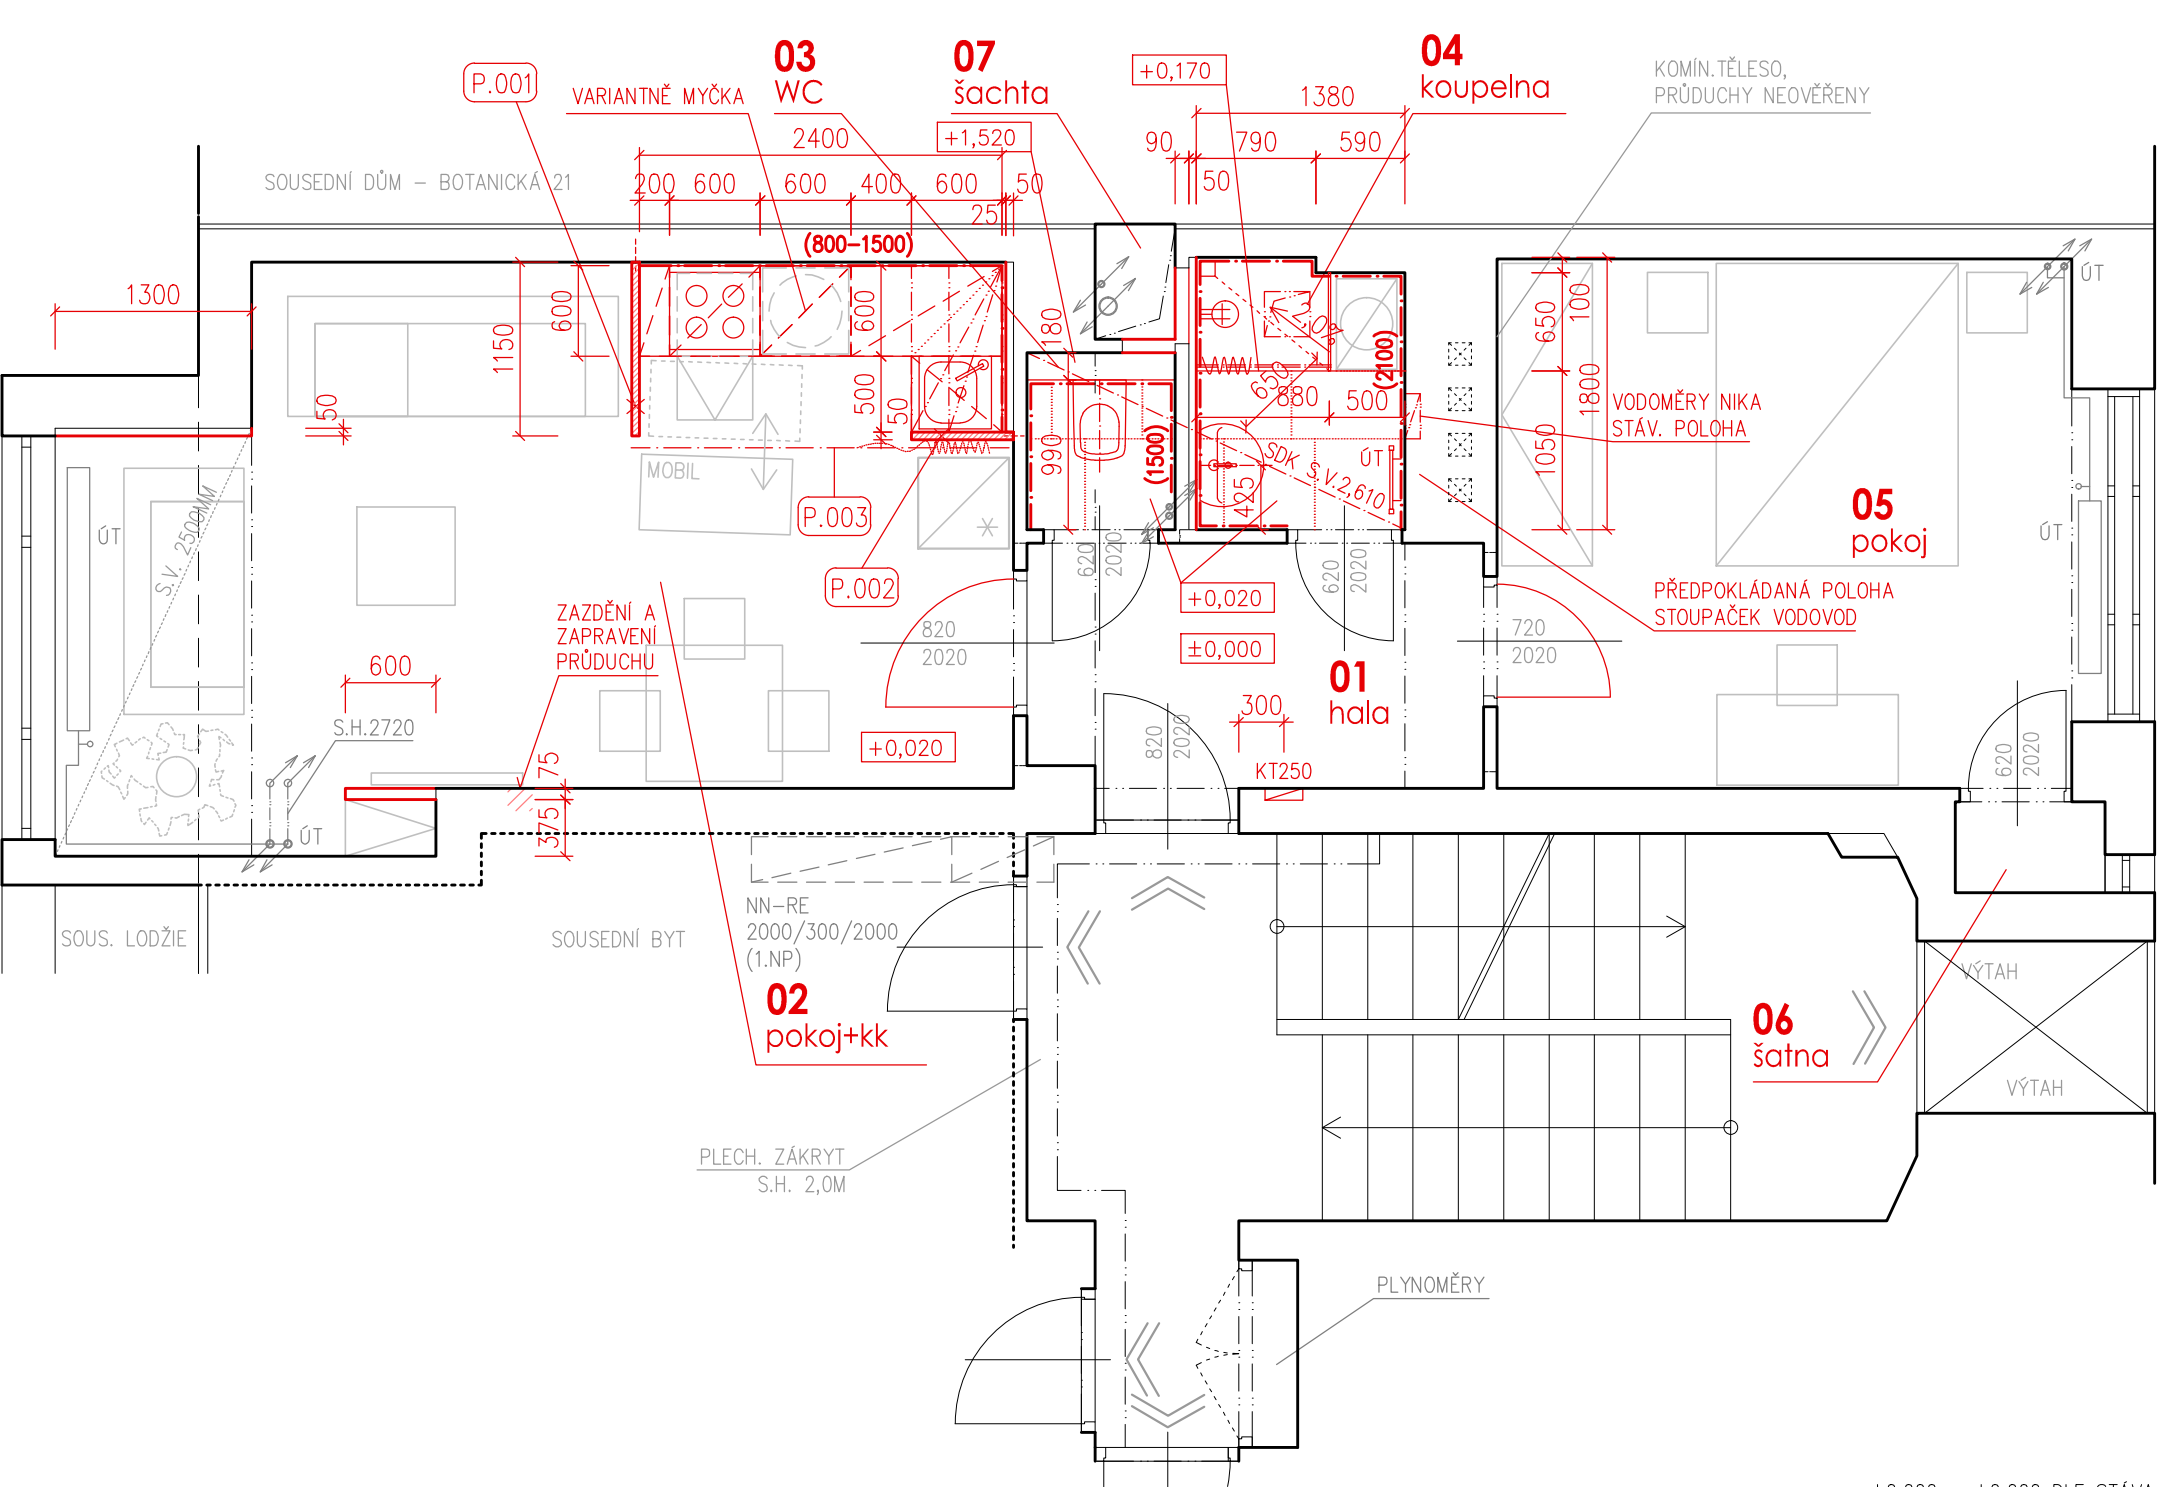 03
WC
07
šachta
04
koupelna
KOMÍN.TĚLESO,
PRŮDUCHY NEOVĚŘENY
P.001
VARIANTNĚ MYČKA
+0,170
1380
2400
+1,520
90
790
590
SOUSEDNÍ DŮM – BOTANICKÁ 21
200
600
600
400
600
50
50
25
(800-1500)
1300
600
1150
600
180
2,0%
(2100)
650
100
1800
ÚT
50
500
50
650
880
500
VODOMĚRY NIKA
STÁV. POLOHA
990
(1500)
SDK S.V.2,610
ÚT
425
1050
MOBIL
S.V. 2500MM
ÚT
P.003
05
pokoj
ÚT
620
2020
620
2020
P.002
ZAZDĚNÍ A
ZAPRAVENÍ
PRŮDUCHU
+0,020
PŘEDPOKLÁDANÁ POLOHA
STOUPAČEK VODOVOD
820
2020
±0,000
720
2020
600
01
hala
S.H.2720
+0,020
820
2020
300
620
2020
75
KT250
375
ÚT
NN-RE
2000/300/2000
(1.NP)
SOUS. LODŽIE
SOUSEDNÍ BYT
VÝTAH
02
pokoj+kk
06
šatna
VÝTAH
PLECH. ZÁKRYT
S.H. 2,0M
PLYNOMĚRY